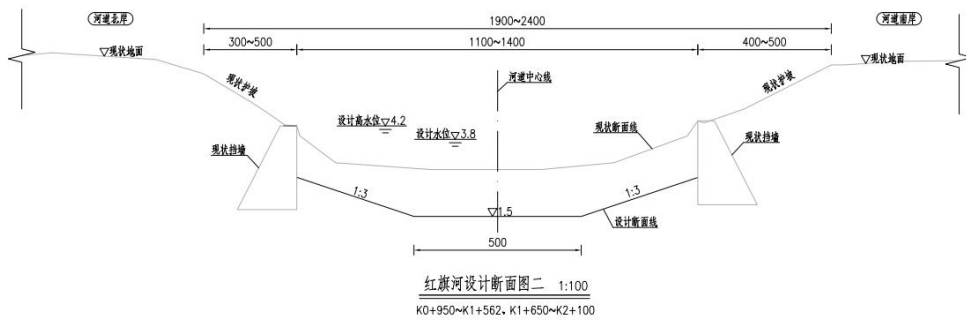 河道北岸
1900~2400
河道南岸
300~500
1100~1400
400~500
现状地面
现状地面
河道中心线
现状护坡
现状护坡
设计高水位 4.2
设计水位 3.8
现状断面线
现状挡墙
现状挡墙
1:3
1:3
1.5
设计断面线
500
红旗河设计断面图二 1:100
K0+950~K1+562，K1+650~K2+100